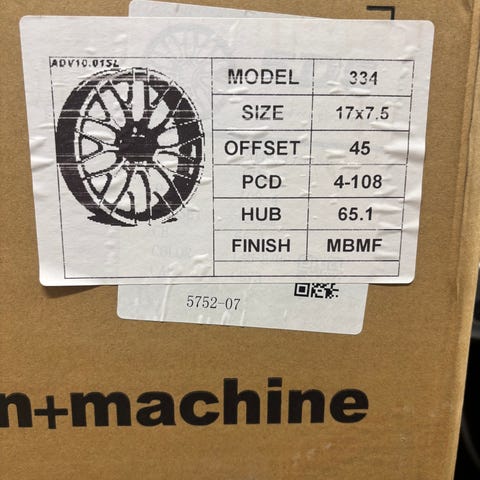 ADV10.01SL
MODEL 334
SIZE 17x7.5
OFFSET 45
PCD 4-108
HUB 65.1
FINISH MBMF
5752-07
n+machine